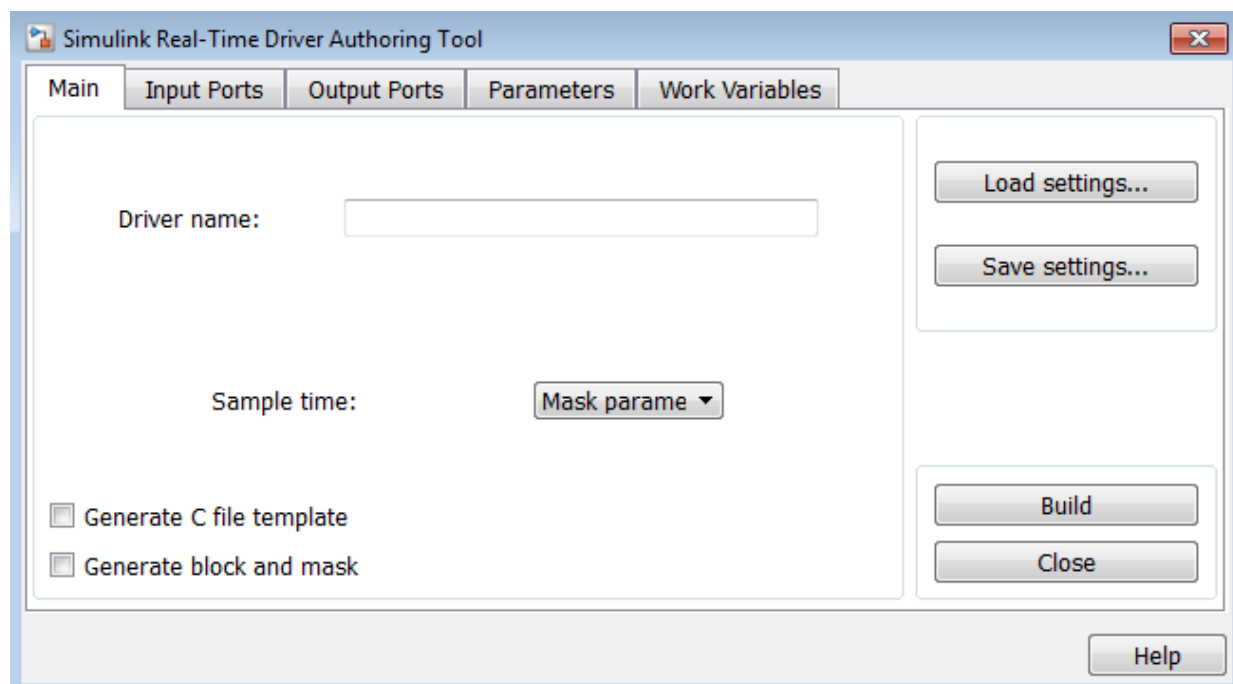 Simulink Real-Time Driver Authoring Tool
Main Input Ports Output Ports Parameters Work Variables
Driver name:
Load settings...
Save settings...
Sample time: Mask parame
Generate C file template
Generate block and mask
Build
Close
Help